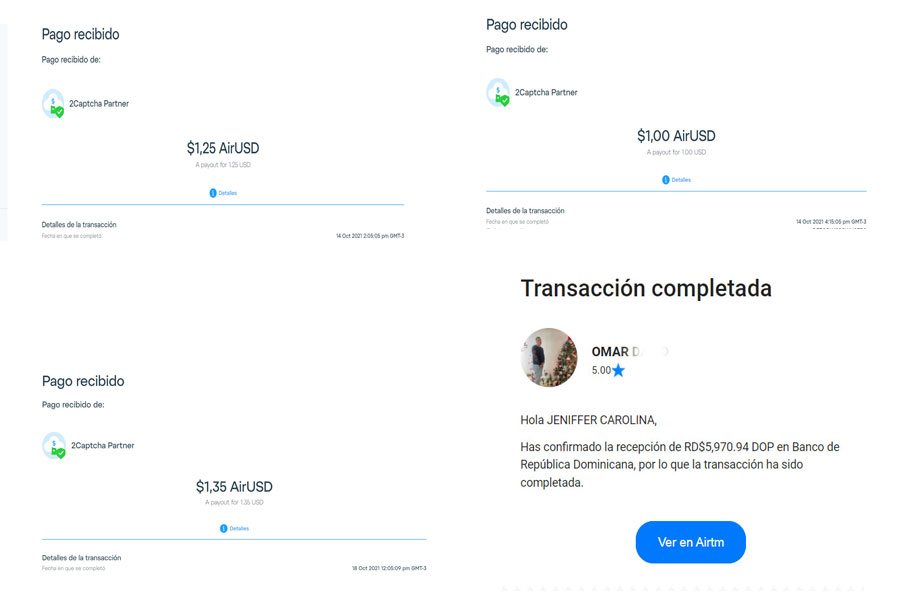 Pago recibido
Pago recibido de:
2Captcha Partner
$1,25 AirUSD
A payout for 1.25 USD
Detalles
Detalles de la transacción
Fecha en que se completó
14 Oct 2021 2:05:05 pm GMT-3
Pago recibido
Pago recibido de:
2Captcha Partner
$1,00 AirUSD
A payout for 1.00 USD
Detalles
Detalles de la transacción
Fecha en que se completó
14 Oct 2021 4:15:05 pm GMT-3
Pago recibido
Pago recibido de:
2Captcha Partner
$1,35 AirUSD
A payout for 1.35 USD
Detalles
Detalles de la transacción
Fecha en que se completó
18 Oct 2021 12:05:09 pm GMT-3
Transacción completada
OMAR
5.00
Hola JENIFFER CAROLINA,
Has confirmado la recepción de RD$5,970.94 DOP en Banco de
República Dominicana, por lo que la transacción ha sido
completada.
Ver en Airtm